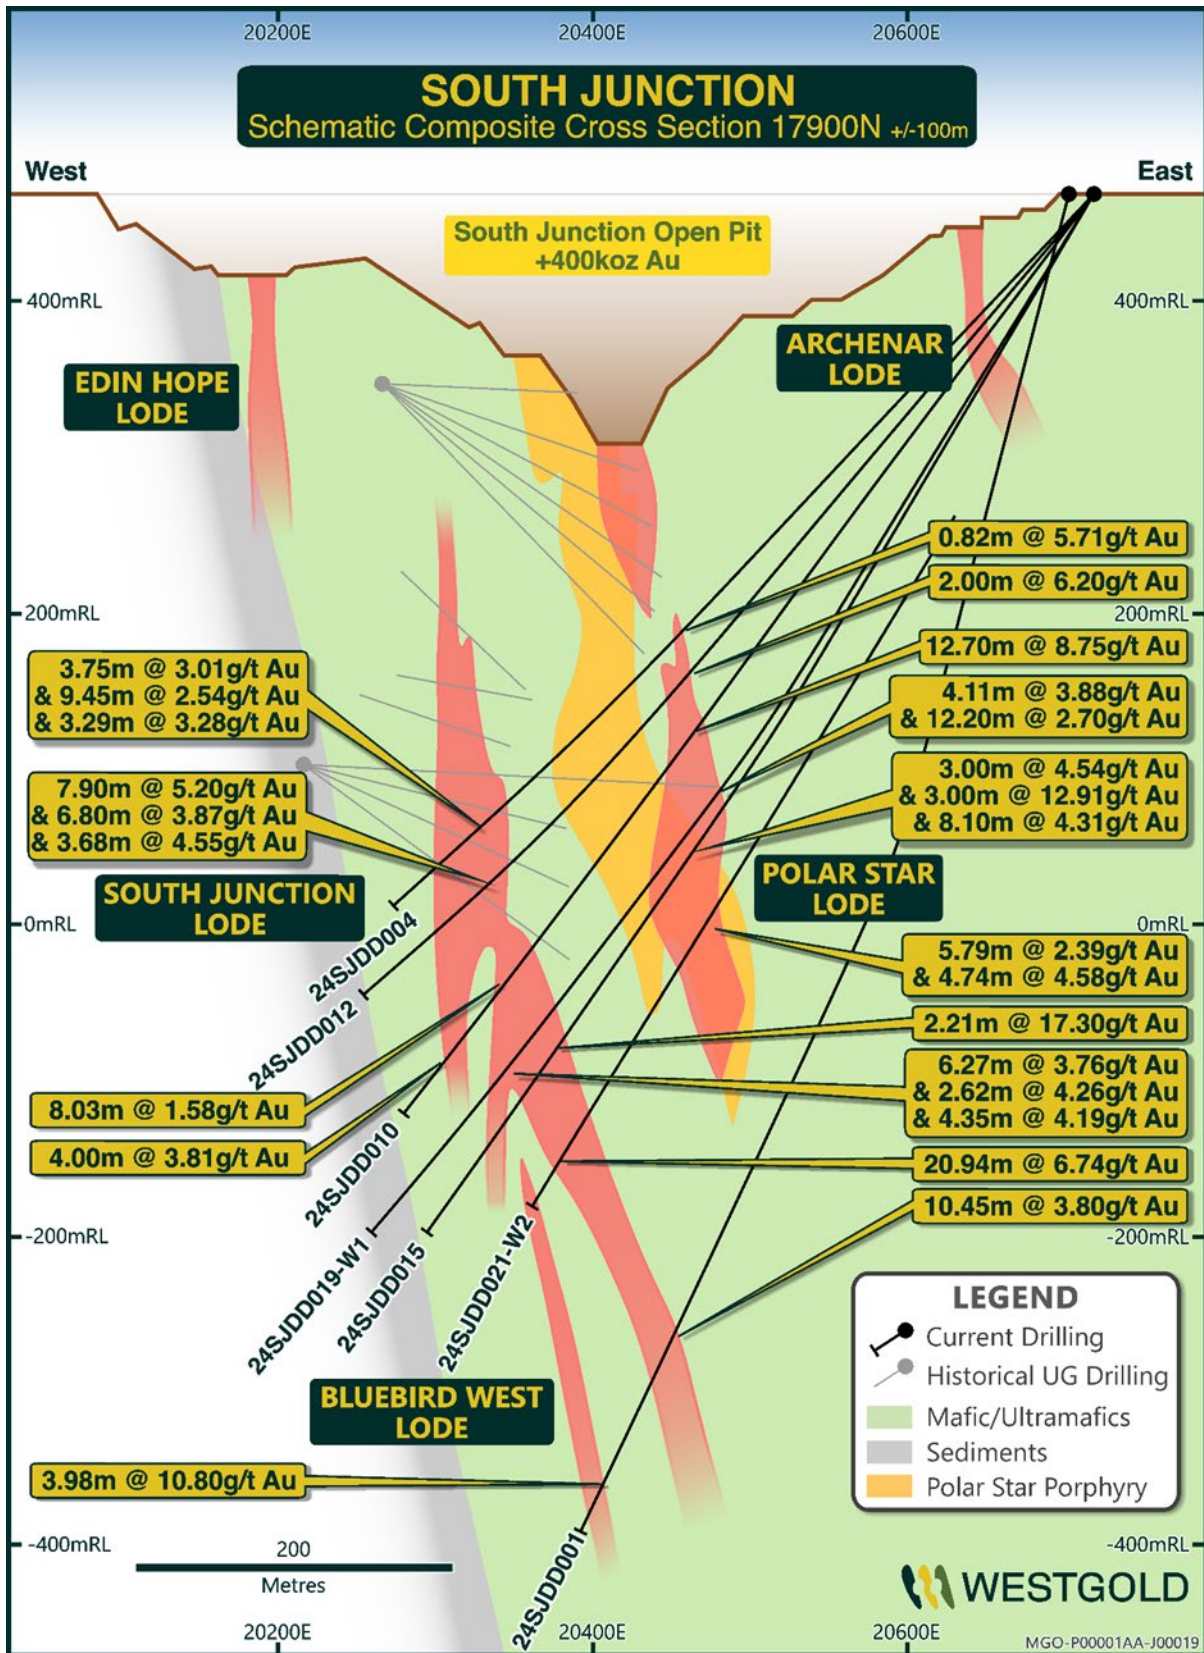 20200E
20400E
20600E
SOUTH JUNCTION
Schematic Composite Cross Section 17900N +/-100m
West
East
South Junction Open Pit
+400koz Au
400mRL
400mRL
ARCHENAR
LODE
EDIN HOPE
LODE
0.82m @ 5.71g/t Au
2.00m @ 6.20g/t Au
200mRL
200mRL
12.70m @ 8.75g/t Au
3.75m @ 3.01g/t Au
& 9.45m @ 2.54g/t Au
& 3.29m @ 3.28g/t Au
4.11m @ 3.88g/t Au
& 12.20m @ 2.70g/t Au
3.00m @ 4.54g/t Au
& 3.00m @ 12.91g/t Au
& 8.10m @ 4.31g/t Au
7.90m @ 5.20g/t Au
& 6.80m @ 3.87g/t Au
& 3.68m @ 4.55g/t Au
POLAR STAR
LODE
SOUTH JUNCTION
LODE
0mRL
0mRL
24SJDD004
5.79m @ 2.39g/t Au
& 4.74m @ 4.58g/t Au
24SJDD012
2.21m @ 17.30g/t Au
6.27m @ 3.76g/t Au
& 2.62m @ 4.26g/t Au
& 4.35m @ 4.19g/t Au
8.03m @ 1.58g/t Au
4.00m @ 3.81g/t Au
20.94m @ 6.74g/t Au
10.45m @ 3.80g/t Au
24SJDD010
-200mRL
-200mRL
24SJDD019-W1
24SJDD015
24SJDD021-W2
LEGEND
Current Drilling
Historical UG Drilling
Mafic/Ultramafics
Sediments
Polar Star Porphyry
BLUEBIRD WEST
LODE
3.98m @ 10.80g/t Au
24SJDD001
-400mRL
-400mRL
200
Metres
WESTGOLD
20200E
20400E
20600E
MGO-P00001AA-J00019